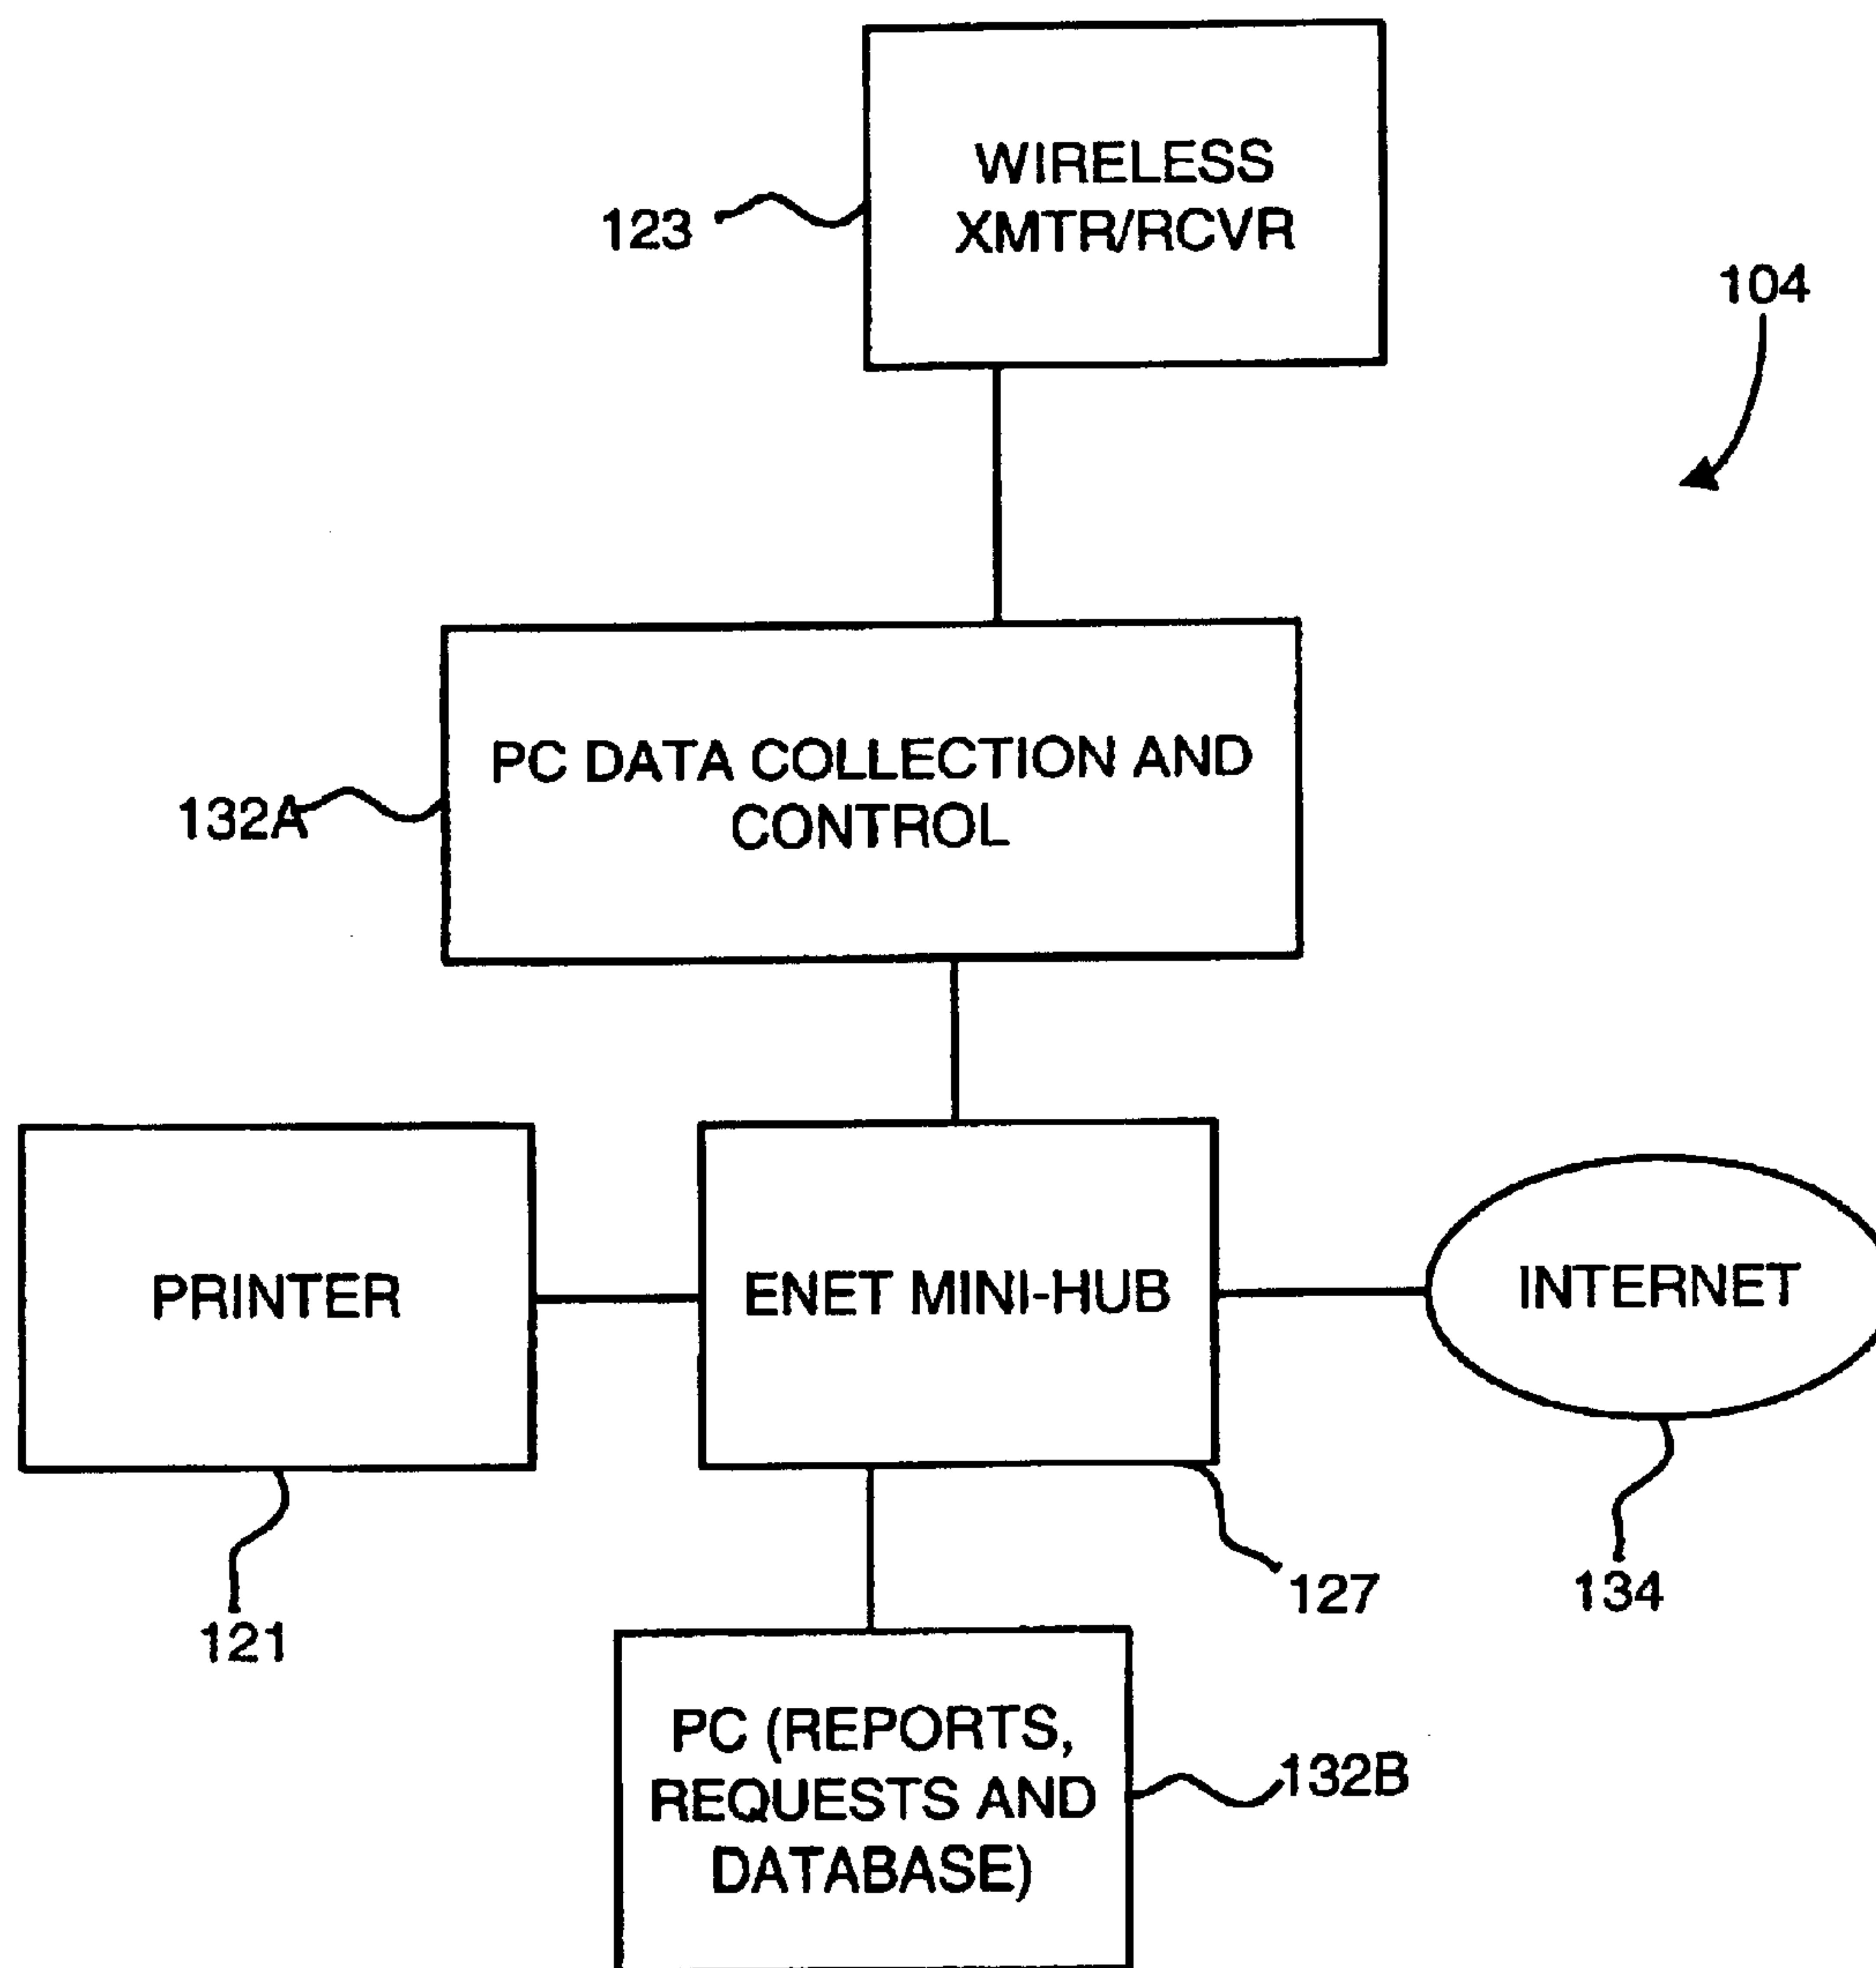 WIRELESS
XMTR/RCVR
123
104
PC DATA COLLECTION AND
CONTROL
132A
PRINTER
ENET MINI-HUB
INTERNET
127
134
121
PC (REPORTS,
REQUESTS AND
DATABASE)
132B